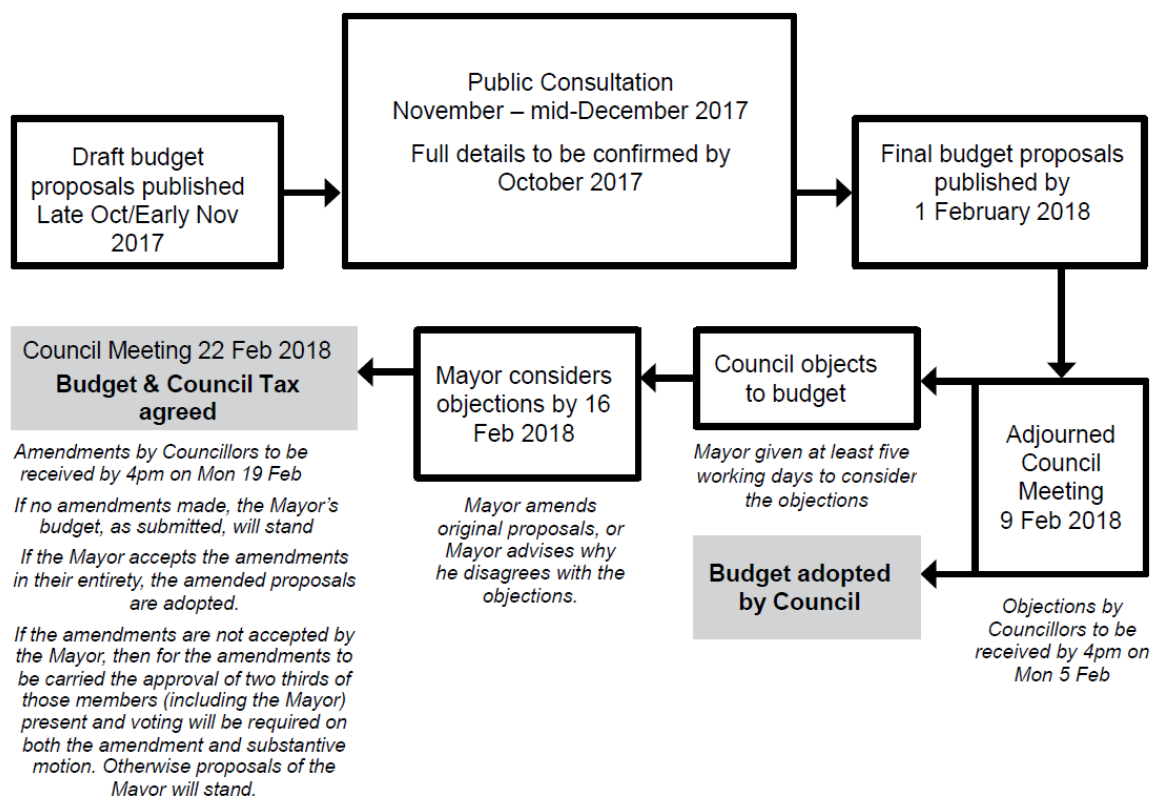 Draft budget
proposals published
Late Oct/Early Nov
2017
Public Consultation
November – mid-December 2017
Full details to be confirmed by
October 2017
Final budget proposals
published by
1 February 2018
Adjourned
Council
Meeting
9 Feb 2018
Objections by
Councillors to be
received by 4pm on
Mon 5 Feb
Council objects
to budget
Mayor given at least five
working days to consider
the objections
Budget adopted
by Council
Mayor considers
objections by 16
Feb 2018
Mayor amends
original proposals, or
Mayor advises why
he disagrees with the
objections.
Council Meeting 22 Feb 2018
Budget & Council Tax
agreed
Amendments by Councillors to be
received by 4pm on Mon 19 Feb
If no amendments made, the Mayor's
budget, as submitted, will stand
If the Mayor accepts the amendments
in their entirety, the amended proposals
are adopted.
If the amendments are not accepted by
the Mayor, then for the amendments to
be carried the approval of two thirds of
those members (including the Mayor)
present and voting will be required on
both the amendment and substantive
motion. Otherwise proposals of the
Mayor will stand.